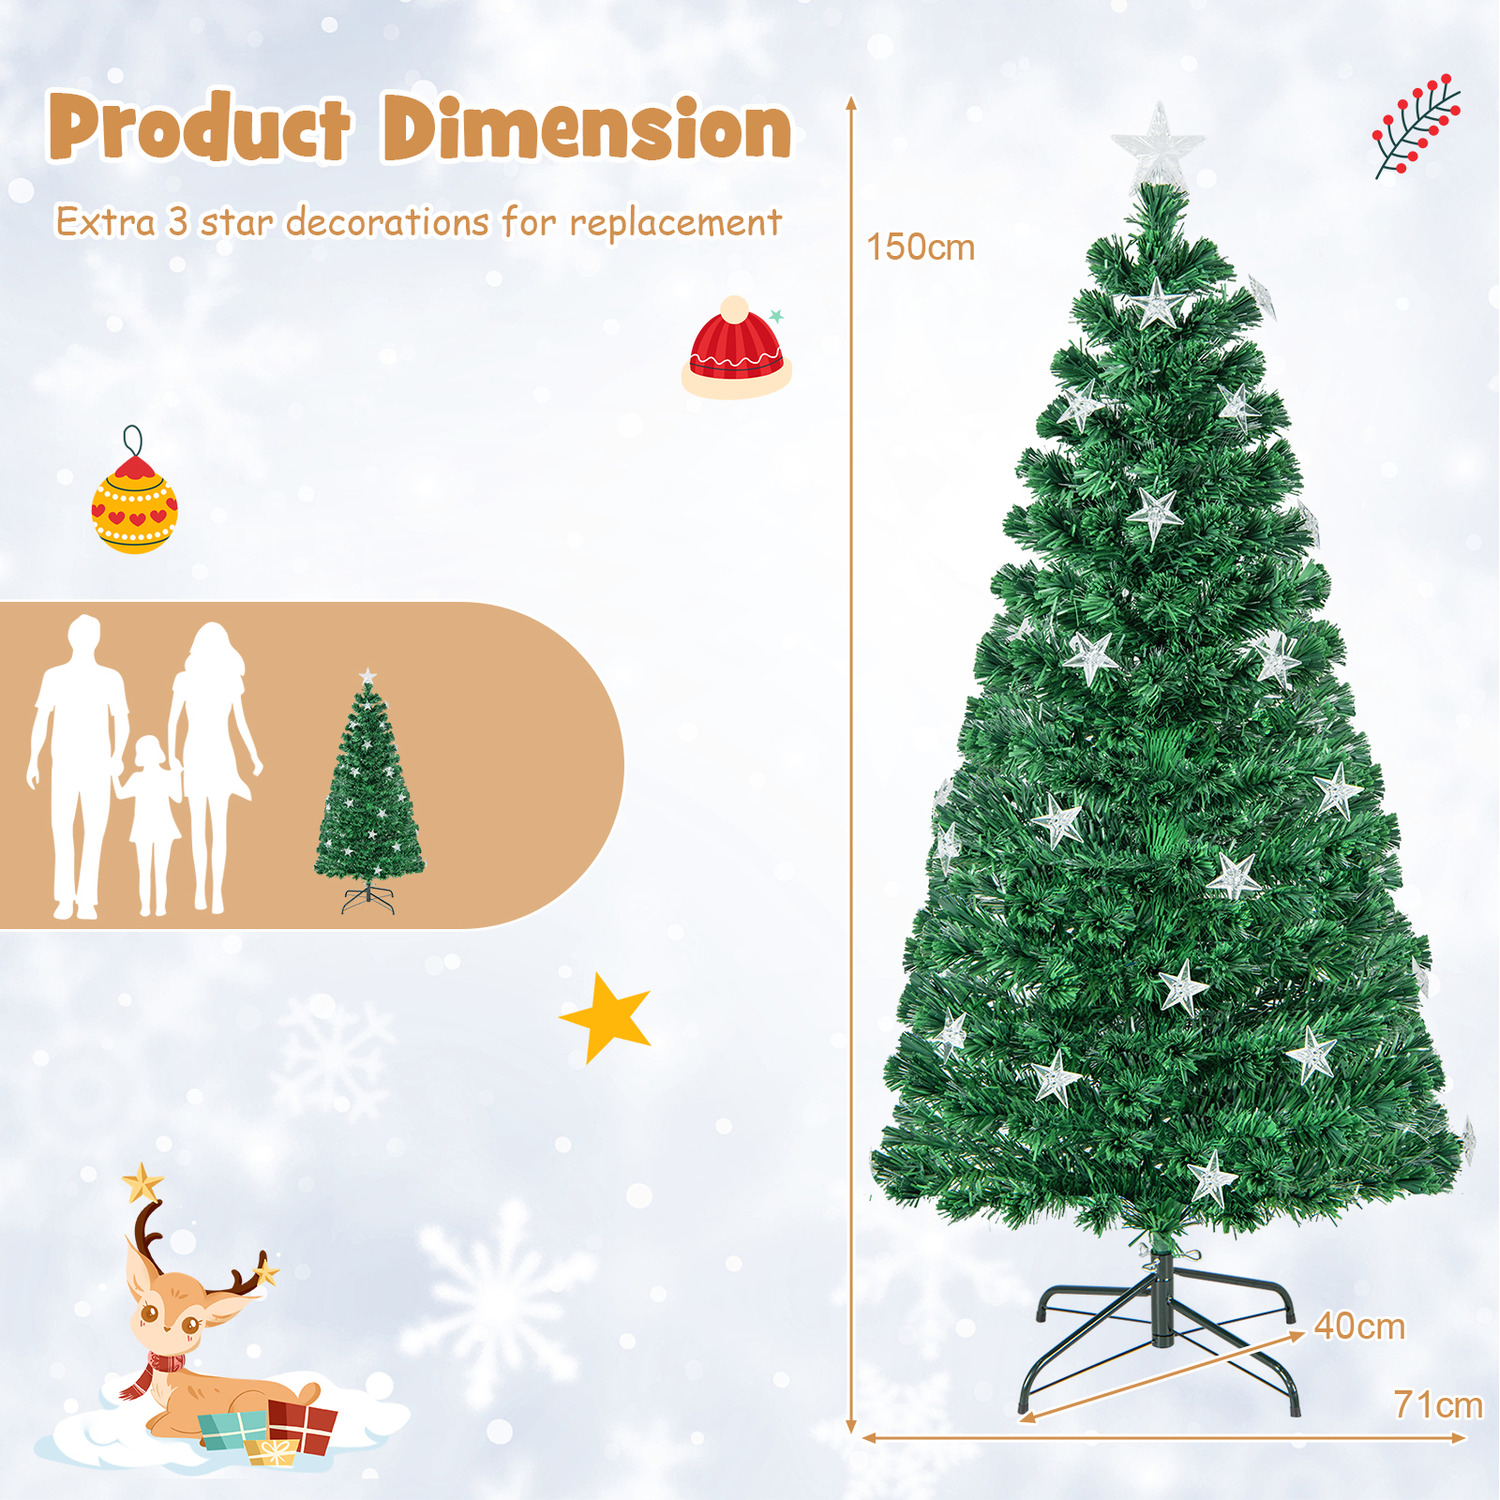 Product Dimension
Extra 3 star decorations for replacement
150cm
40cm
71cm